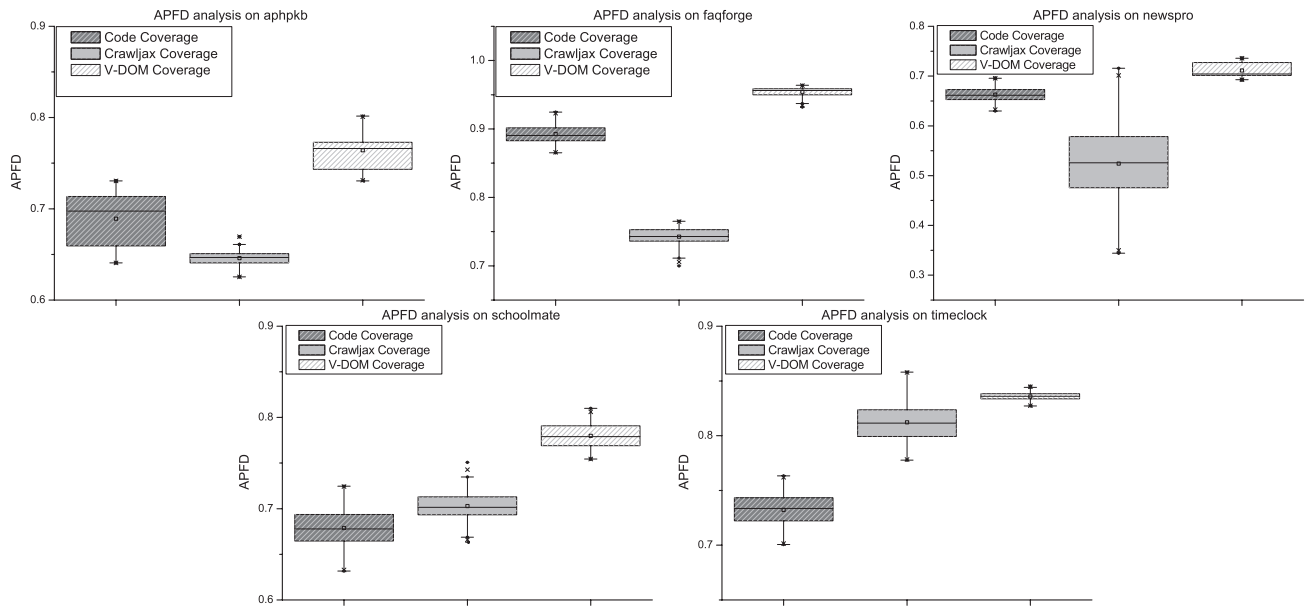 APFD analysis on aphpkb
0.9
0.8
0.7
0.6
APFD
Code Coverage
Crawljax Coverage
V-DOM Coverage
APFD analysis on faqforge
1.0
0.9
0.8
0.7
APFD
Code Coverage
Crawljax Coverage
V-DOM Coverage
APFD analysis on newspro
0.8
0.7
0.6
0.5
0.4
0.3
APFD
Code Coverage
Crawljax Coverage
V-DOM Coverage
APFD analysis on schoolmate
0.9
0.8
0.7
0.6
APFD
Code Coverage
Crawljax Coverage
V-DOM Coverage
APFD analysis on timeclock
0.9
0.8
0.7
APFD
Code Coverage
Crawljax Coverage
V-DOM Coverage